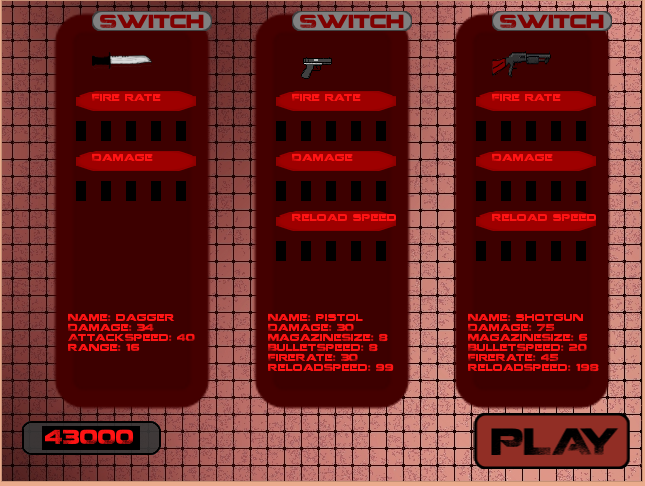 SWITCH
FIRE RATE
DAMAGE
NAME: DAGGER
DAMAGE: 34
ATTACKSPEED: 40
RANGE: 16
SWITCH
FIRE RATE
DAMAGE
RELOAD SPEED
NAME: PISTOL
DAMAGE: 30
MAGAZINESIZE: 8
BULLETSPEED: 8
FIRERATE: 30
RELOADSPEED: 99
SWITCH
FIRE RATE
DAMAGE
RELOAD SPEED
NAME: SHOTGUN
DAMAGE: 75
MAGAZINESIZE: 6
BULLETSPEED: 20
FIRERATE: 45
RELOADSPEED: 198
43000
PLAY